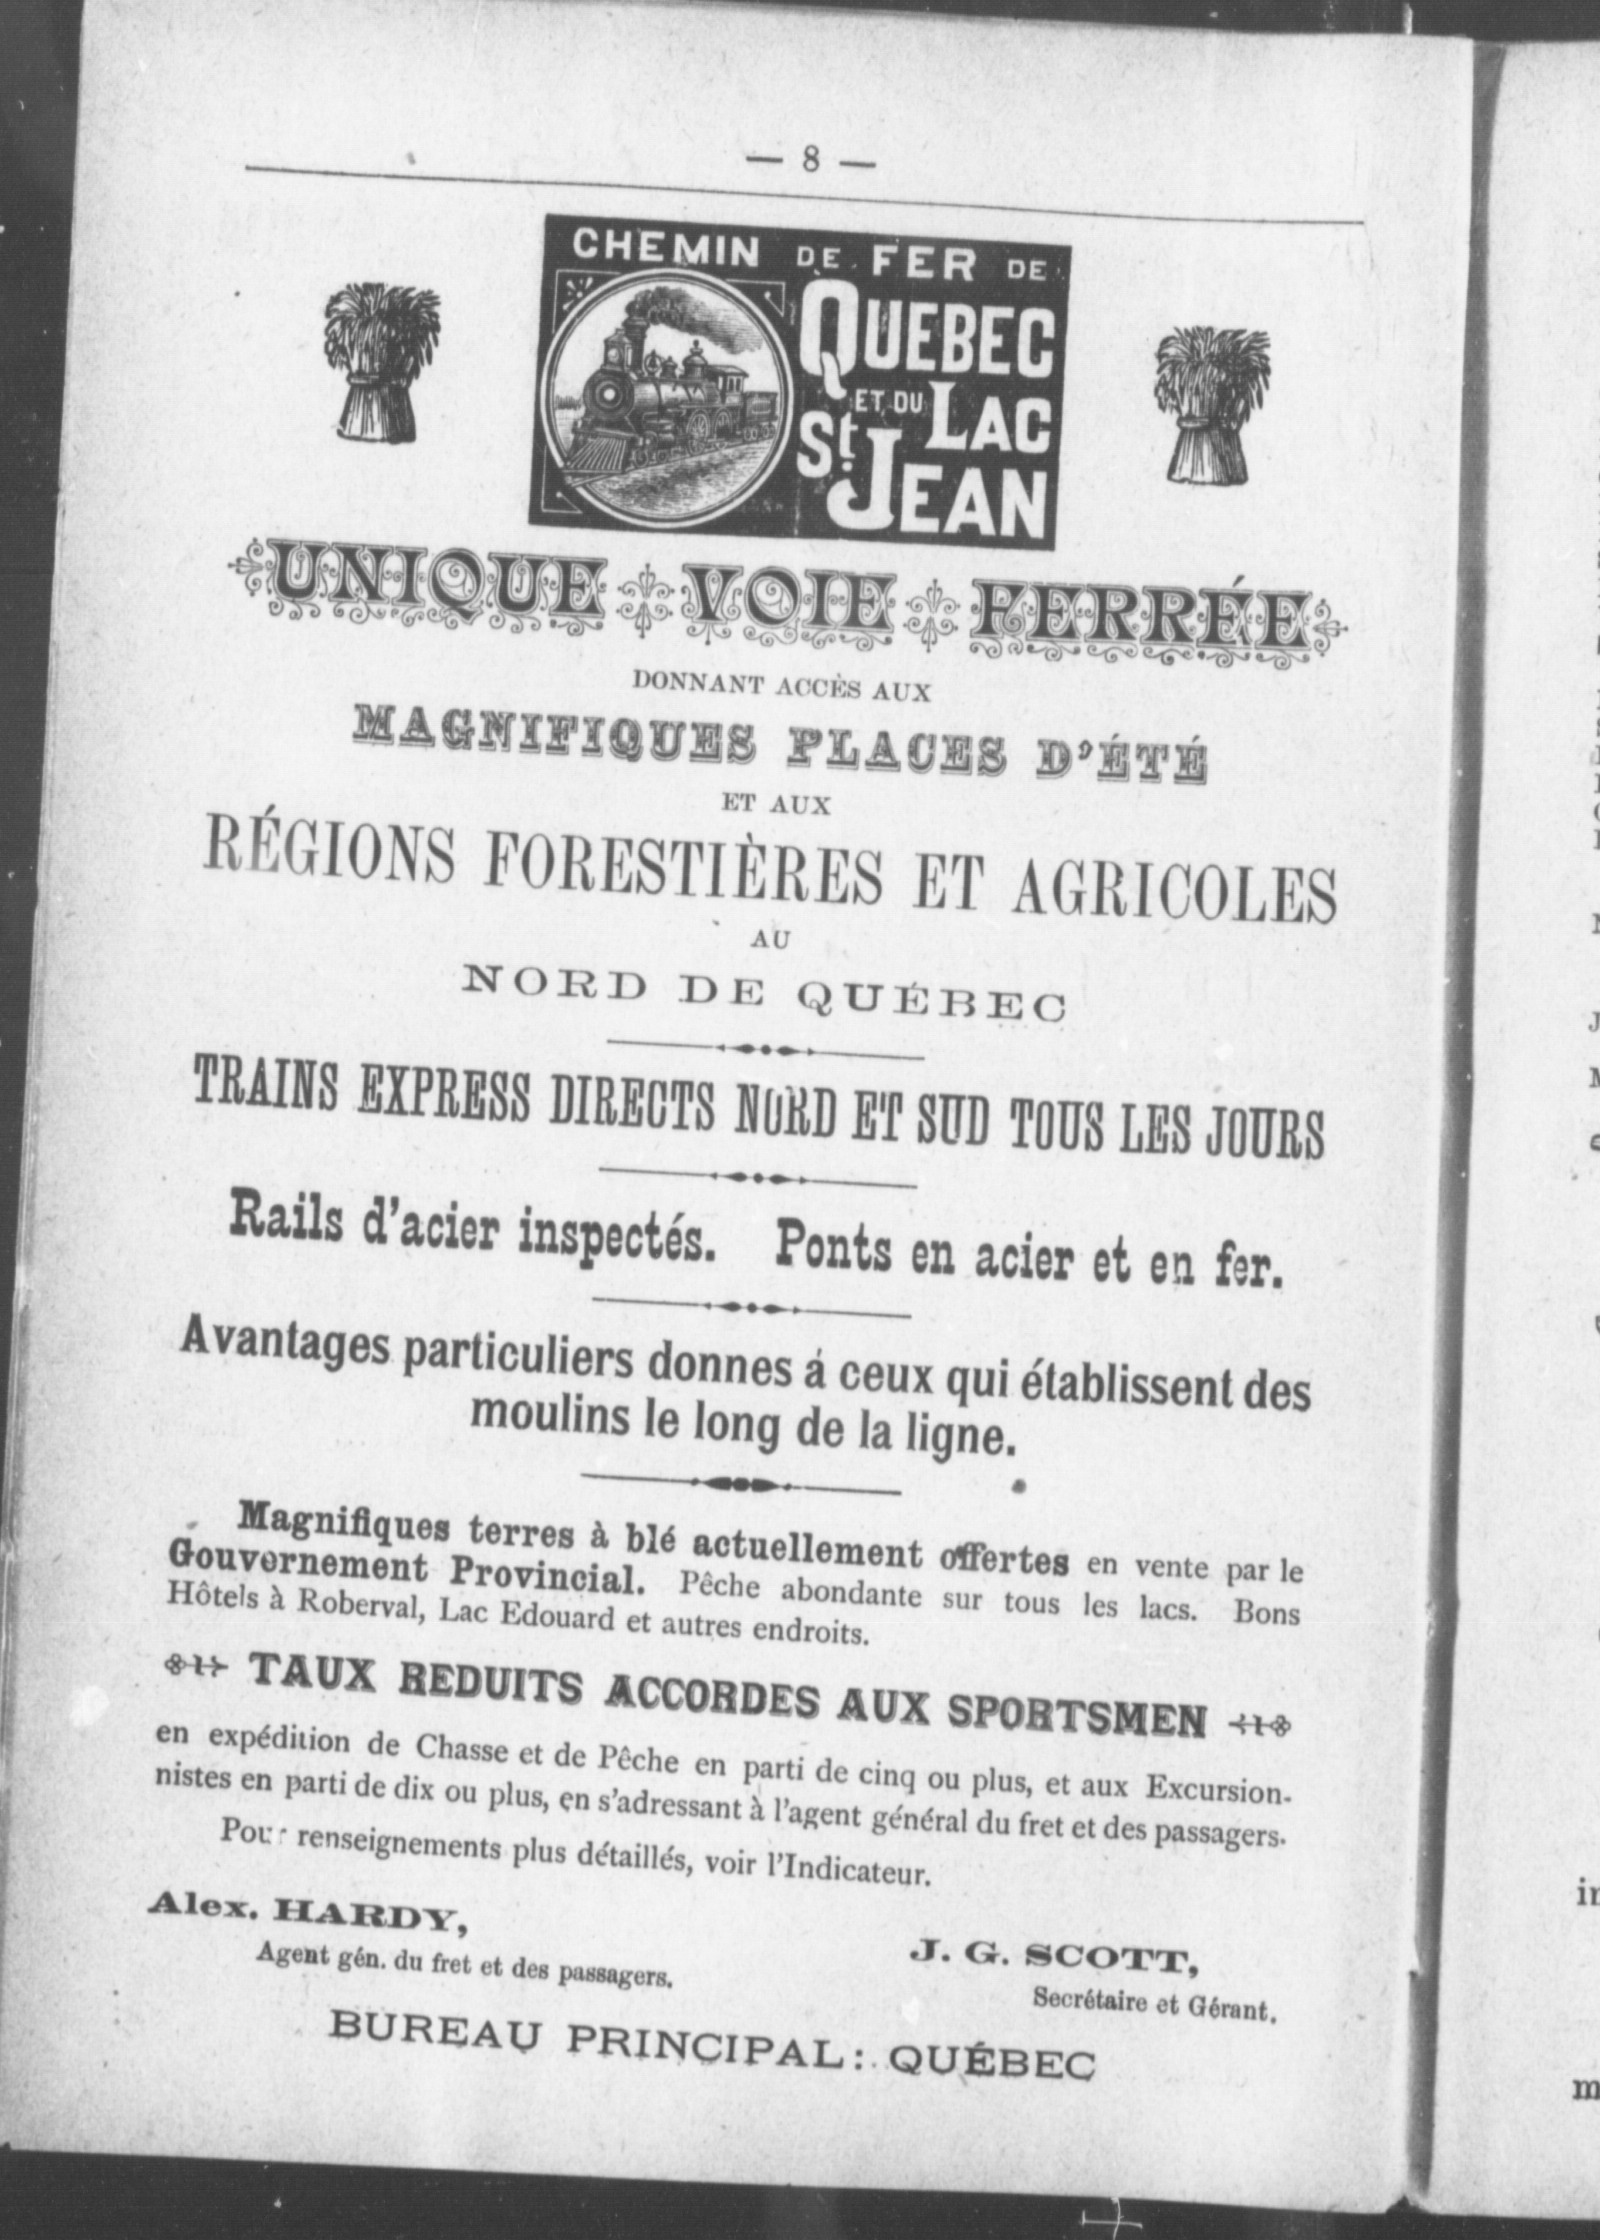 — 8 —
CHEMIN DE FER DE
QUEBEC
ET DU LAC
St. JEAN
UNIQUE VOIE FERRÉE
DONNANT ACCÈS AUX
MAGNIFIQUES PLACES D'ÉTÉ
ET AUX
RÉGIONS FORESTIÈRES ET AGRICOLES
AU
NORD DE QUÉBEC
TRAINS EXPRESS DIRECTS NORD ET SUD TOUS LES JOURS
Rails d'acier inspectés. Ponts en acier et en fer.
Avantages particuliers donnes á ceux qui établissent des
moulins le long de la ligne.
Magnifiques terres à blé actuellement offertes en vente par le
Gouvernement Provincial. Pêche abondante sur tous les lacs. Bons
Hôtels à Roberval, Lac Edouard et autres endroits.
TAUX REDUITS ACCORDES AUX SPORTSMEN
en expédition de Chasse et de Pêche en parti de cinq ou plus, et aux Excursion-
nistes en parti de dix ou plus, en s'adressant à l'agent général du fret et des passagers.
Pour renseignements plus détaillés, voir l'Indicateur.
Alex. HARDY,
Agent gén. du fret et des passagers.
J. G. SCOTT,
Secrétaire et Gérant.
BUREAU PRINCIPAL: QUÉBEC